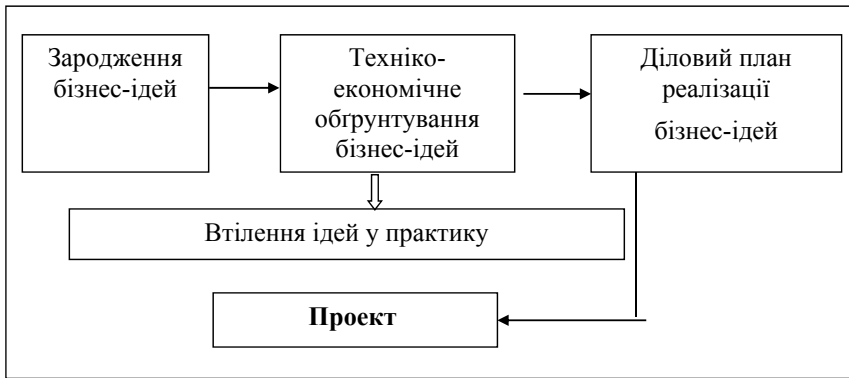 Зародження
бізнес-ідей
Техніко-
економічне
обґрунтування
бізнес-ідей
Діловий план
реалізації
бізнес-ідей
Втілення ідей у практику
Проект